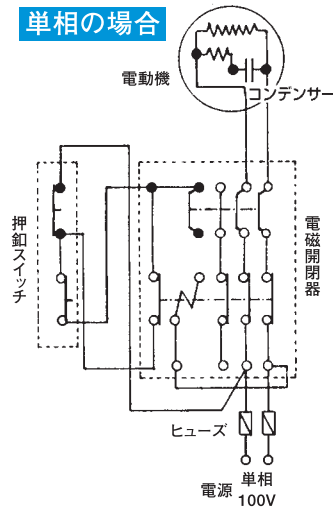 単相の場合
電動機
コンデンサー
押釦スイッチ
電磁開閉器
ヒューズ
電源
単相
100V